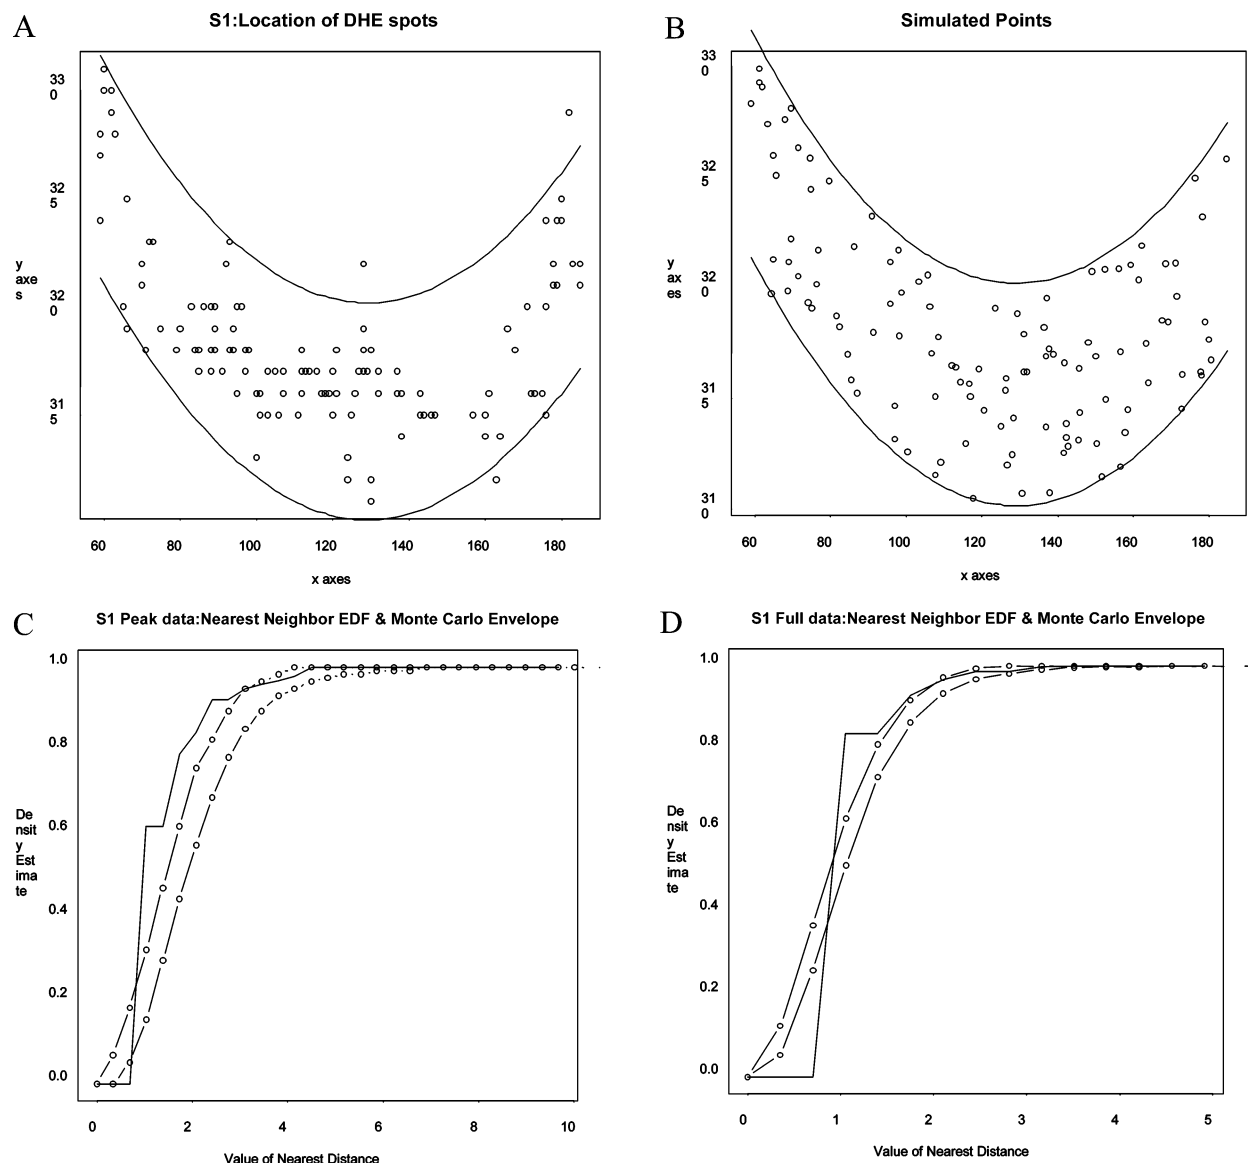 A
S1:Location of DHE spots
33
0
32
5
y
axe
s
32
0
31
5
60 80 100 120 140 160 180
x axes
B
Simulated Points
33
0
32
5
y
ax
es
32
0
31
5
31
0
60 80 100 120 140 160 180
x axes
C
S1 Peak data:Nearest Neighbor EDF & Monte Carlo Envelope
1.0
0.8
De
nsit
y
Est
ima
te
0.6
0.4
0.2
0.0
0 2 4 6 8 10
Value of Nearest Distance
D
S1 Full data:Nearest Neighbor EDF & Monte Carlo Envelope
1.0
0.8
De
nsit
y
Est
ima
te
0.6
0.4
0.2
0.0
0 1 2 3 4 5
Value of Nearest Distance